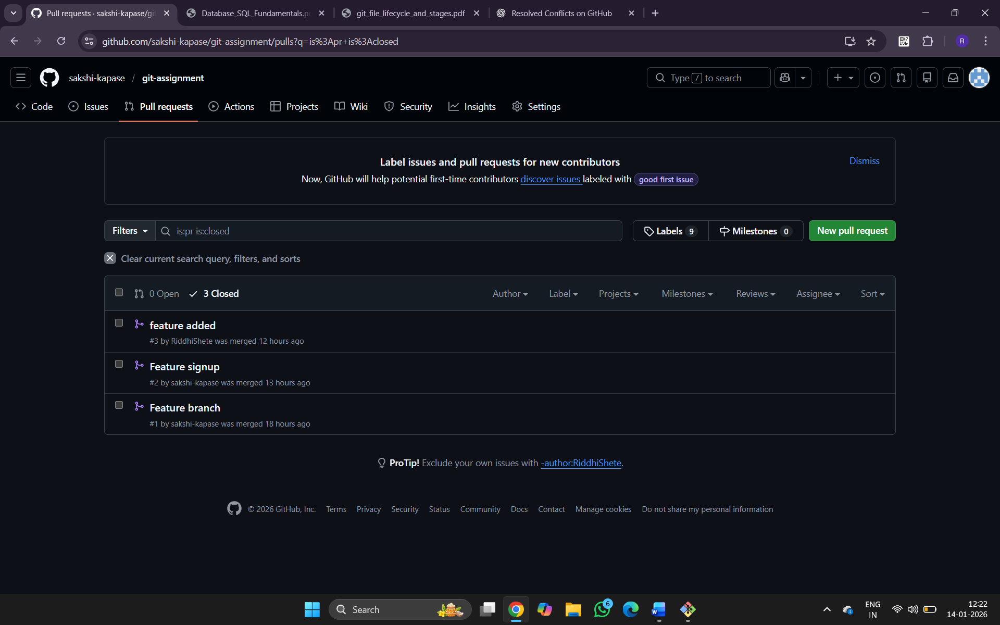 Pull requests · sakshi-kapase/git
Database_SQL_Fundamentals.p
git_file_lifecycle_and_stages.pdf
Resolved Conflicts on GitHub
github.com/sakshi-kapase/git-assignment/pulls?q=is%3Apr+is%3Aclosed
R
sakshi-kapase / git-assignment
Type / to search
Code
Issues
Pull requests
Actions
Projects
Wiki
Security
Insights
Settings
Label issues and pull requests for new contributors
Dismiss
Now, GitHub will help potential first-time contributors discover issues labeled with good first issue
Filters
is:pr is:closed
Labels 9
Milestones 0
New pull request
Clear current search query, filters, and sorts
0 Open
3 Closed
Author
Label
Projects
Milestones
Reviews
Assignee
Sort
feature added
#3 by RiddhiShete was merged 12 hours ago
Feature signup
#2 by sakshi-kapase was merged 13 hours ago
Feature branch
#1 by sakshi-kapase was merged 18 hours ago
ProTip! Exclude your own issues with -author:RiddhiShete.
© 2026 GitHub, Inc.
Terms
Privacy
Security
Status
Community
Docs
Contact
Manage cookies
Do not share my personal information
Search
6
ENG
IN
12:22
14-01-2026